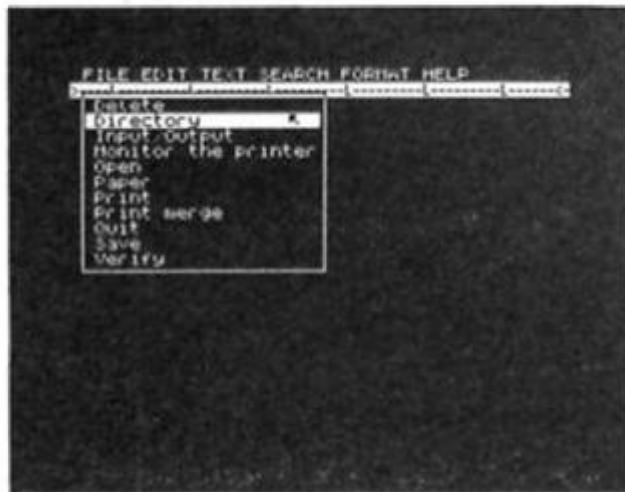 FILE EDIT TEXT SEARCH FORMAT HELP
Delete
Directory
Input/Output
Monitor the printer
Open
Paper
Print
Print merge
Quit
Save
Verify